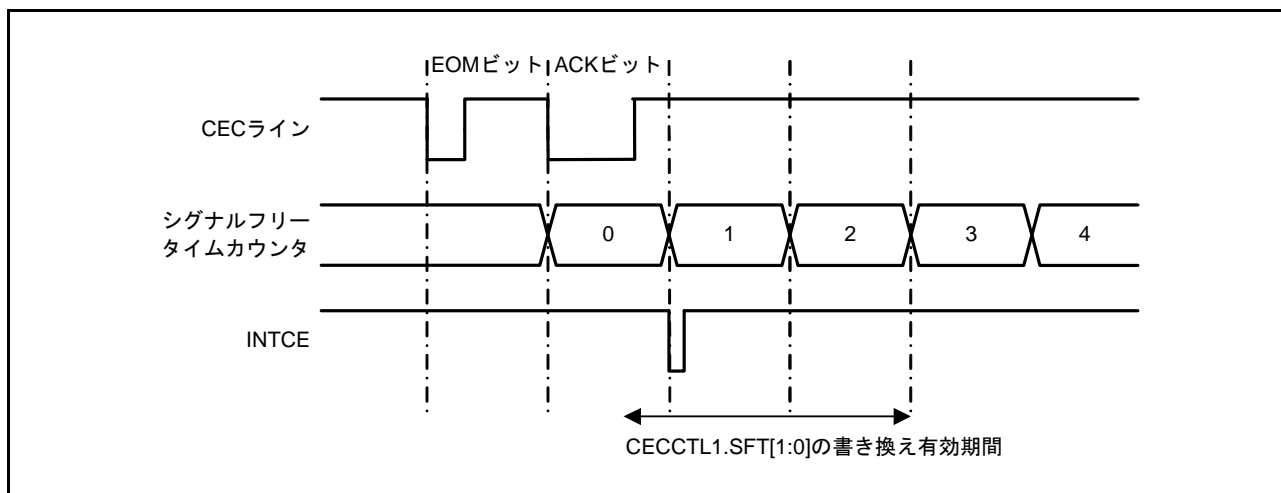 EOMビット ACKビット
CECライン
シグナルフリー
タイムカウンタ
0 1 2 3 4
INTCE
CECCTL1.SFT[1:0]の書き換え有効期間